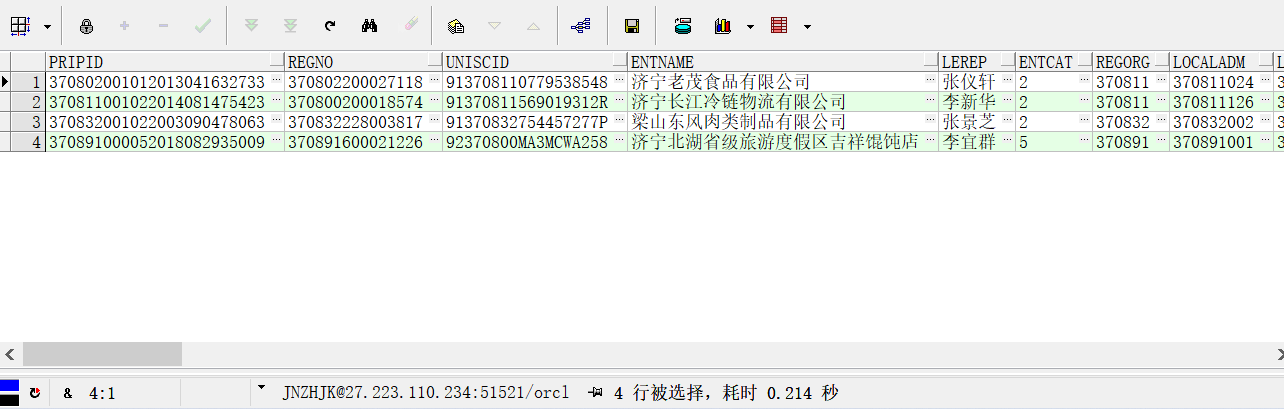 PRIPID REGNO UNISCID ENTNAME LEREP ENTCAT REGORG LOCALADM
1 370802001012013041632733 370802200027118 913708110779538548 济宁老茂食品有限公司 张仪轩 2 370811 370811024
2 370811001022014081475423 370800200018574 91370811569019312R 济宁长江冷链物流有限公司 李新华 2 370811 370811126
3 370832001022003090478063 370832228003817 91370832754457277P 梁山东风肉类制品有限公司 张景芝 2 370832 370832002
4 370891000052018082935009 370891600021226 92370800MA3MCWA258 济宁北湖省级旅游度假区吉祥馄饨店 李宜群 5 370891 370891001
& 4:1 JNZHJK@27.223.110.234:51521/orcl 4 行被选择，耗时 0.214 秒